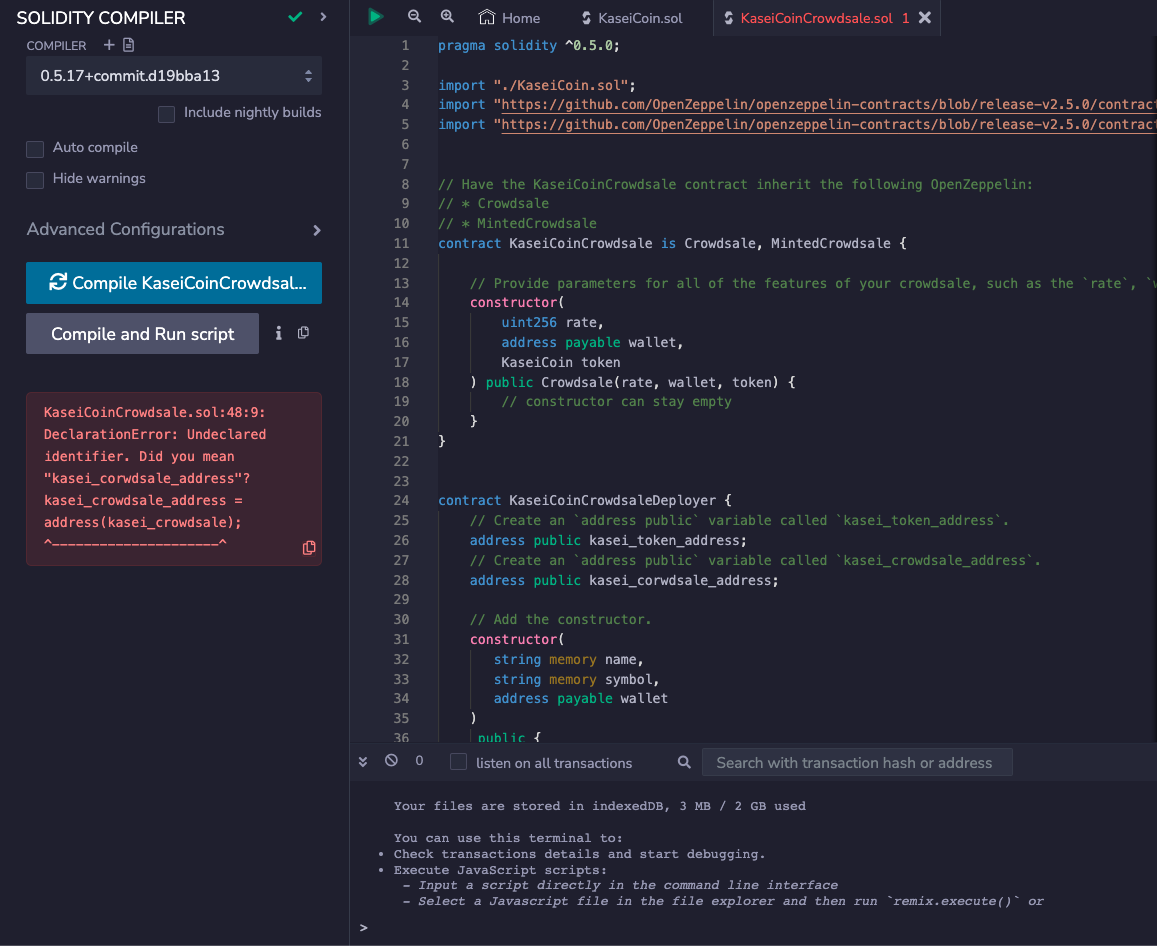 SOLIDITY COMPILER
COMPILER
0.5.17+commit.d19bba13
Include nightly builds
Auto compile
Hide warnings
Advanced Configurations
Compile KaseiCoinCrowdsal...
Compile and Run script
KaseiCoinCrowdsale.sol:48:9:
DeclarationError: Undeclared
identifier. Did you mean
"kasei_corwdsale_address"?
kasei_crowdsale_address =
address(kasei_crowdsale);
^---------------------^
Home
KaseiCoin.sol
KaseiCoinCrowdsale.sol 1
1 pragma solidity ^0.5.0;
2
3 import "./KaseiCoin.sol";
4 import "https://github.com/OpenZeppelin/openzeppelin-contracts/blob/release-v2.5.0/contract
5 import "https://github.com/OpenZeppelin/openzeppelin-contracts/blob/release-v2.5.0/contract
6
7
8 // Have the KaseiCoinCrowdsale contract inherit the following OpenZeppelin:
9 // * Crowdsale
10 // * MintedCrowdsale
11 contract KaseiCoinCrowdsale is Crowdsale, MintedCrowdsale {
12
13 // Provide parameters for all of the features of your crowdsale, such as the `rate`, `w
14 constructor(
15 uint256 rate,
16 address payable wallet,
17 KaseiCoin token
18 ) public Crowdsale(rate, wallet, token) {
19 // constructor can stay empty
20 }
21 }
22
23
24 contract KaseiCoinCrowdsaleDeployer {
25 // Create an `address public` variable called `kasei_token_address`.
26 address public kasei_token_address;
27 // Create an `address public` variable called `kasei_crowdsale_address`.
28 address public kasei_corwdsale_address;
29
30 // Add the constructor.
31 constructor(
32 string memory name,
33 string memory symbol,
34 address payable wallet
35 )
36 public {
0
listen on all transactions
Search with transaction hash or address
Your files are stored in indexedDB, 3 MB / 2 GB used
You can use this terminal to:
• Check transactions details and start debugging.
• Execute JavaScript scripts:
- Input a script directly in the command line interface
- Select a Javascript file in the file explorer and then run `remix.execute()` or
>